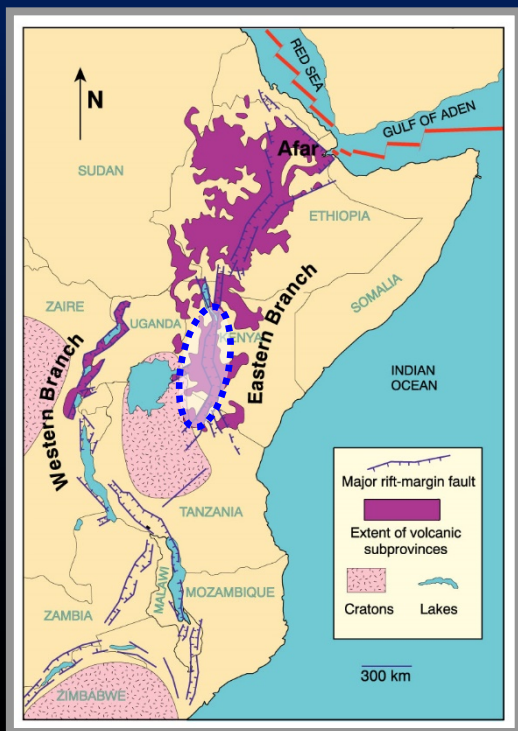 RED SEA
N
GULF OF ADEN
Afar
SUDAN
ETHIOPIA
SOMALIA
ZAIRE
UGANDA
KENYA
Eastern Branch
INDIAN
OCEAN
Western Branch
Major rift-margin fault
Extent of volcanic
subprovinces
TANZANIA
Cratons
Lakes
MALAWI
MOZAMBIQUE
ZAMBIA
300 km
ZIMBABWE